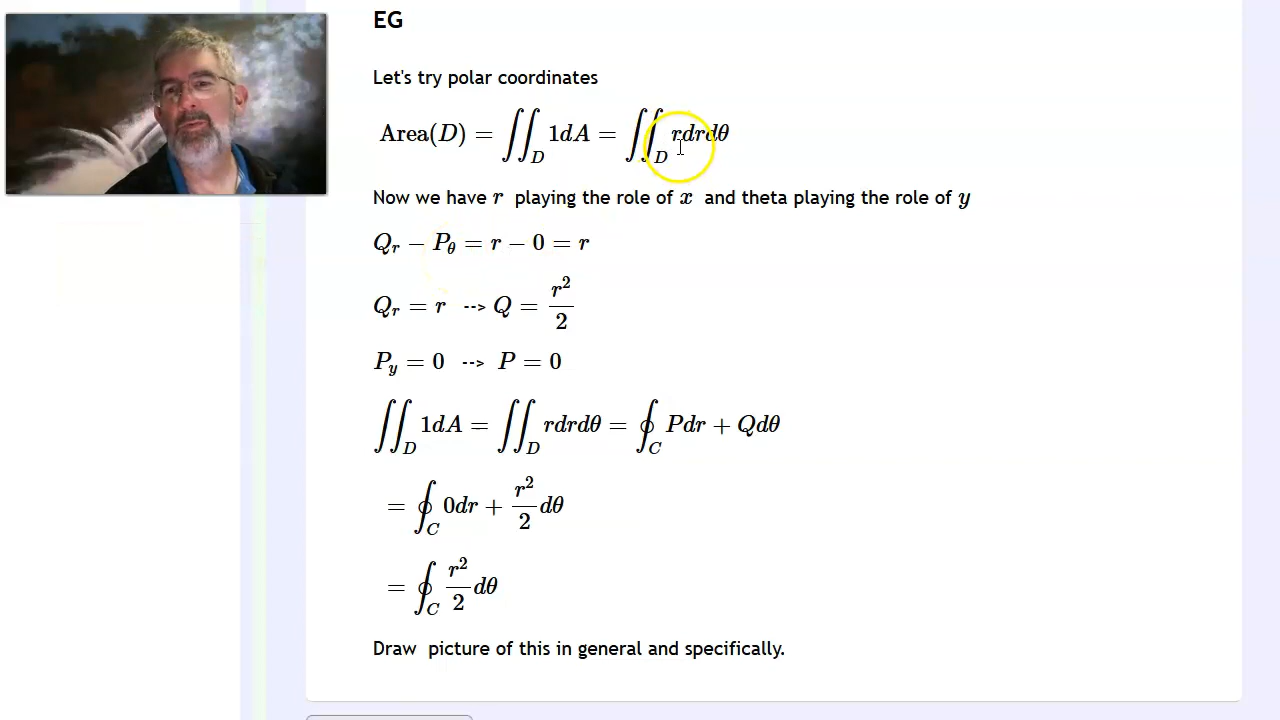 EG
Let's try polar coordinates
Area(D) = ∬_D 1dA = ∬_D rdrdθ
Now we have r playing the role of x and theta playing the role of y
Q_r − P_θ = r − 0 = r
Q_r = r --> Q = r²/2
P_y = 0 --> P = 0
∬_D 1dA = ∬_D rdrdθ = ∮_C Pdr + Qdθ
= ∮_C 0dr + r²/2 dθ
= ∮_C r²/2 dθ
Draw picture of this in general and specifically.